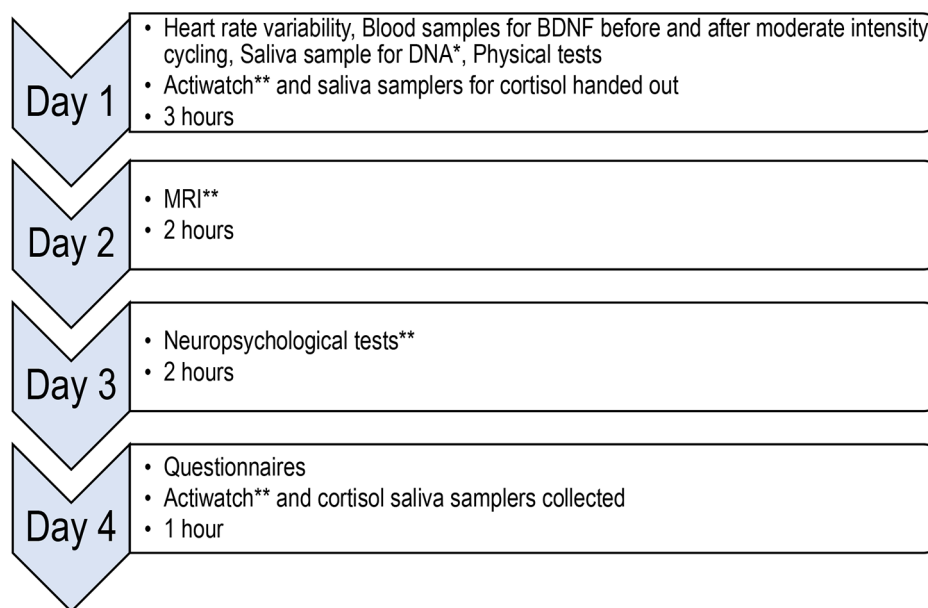 Day 1
• Heart rate variability, Blood samples for BDNF before and after moderate intensity
cycling, Saliva sample for DNA*, Physical tests
• Actiwatch** and saliva samplers for cortisol handed out
• 3 hours
Day 2
• MRI**
• 2 hours
Day 3
• Neuropsychological tests**
• 2 hours
Day 4
• Questionnaires
• Actiwatch** and cortisol saliva samplers collected
• 1 hour